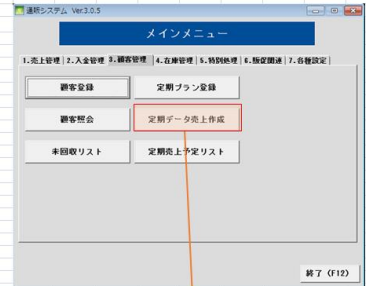 通販システム Ver.3.0.5
メインメニュー
1.売上管理 2.入金管理 3.顧客管理 4.在庫管理 5.特別処理 6.販促関連 7.各種設定
顧客登録 定期プラン登録
顧客照会 定期データ売上作成
未回収リスト 定期売上予定リスト
終了 (F12)